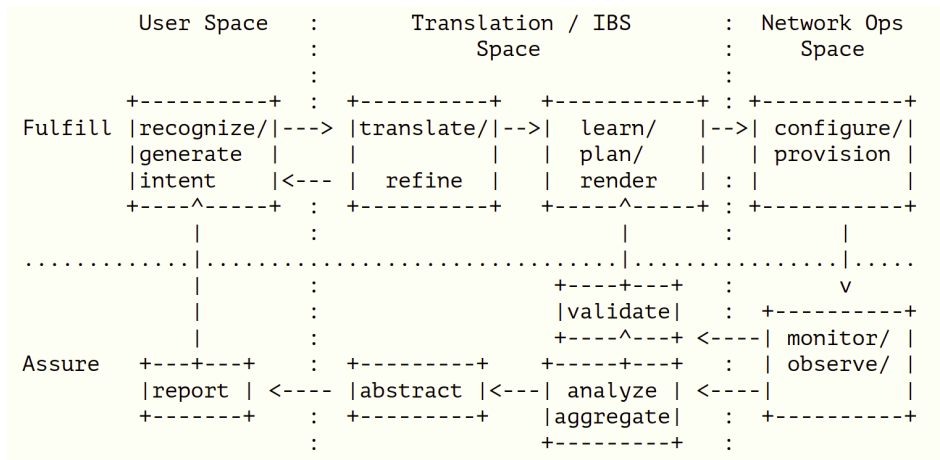 User Space   :       Translation / IBS       :  Network Ops
                      :            Space              :     Space
                      :                               :
        +----------+  :  +----------+   +-----------+ : +-----------+
Fulfill |recognize/|---> |translate/|-->|  learn/   |-->| configure/|
        |generate  |     |          |   |  plan/    |   | provision |
        |intent    |<--- |  refine  |   |  render   | : |           |
        +----^-----+  :  +----------+   +-----^-----+ : +-----------+
             |        :                       |       :        |
.............|................................|................|.....
             |        :                  +----+---+   :        v
             |        :                  |validate|   :  +----------+
             |        :                  +----^---+ <----| monitor/ |
Assure   +---+---+    :  +---------+    +-----+---+   :  | observe/ |
         |report | <---- |abstract |<---| analyze | <----|          |
         +-------+    :  +---------+    |aggregate|   :  +----------+
                      :                 +---------+   :